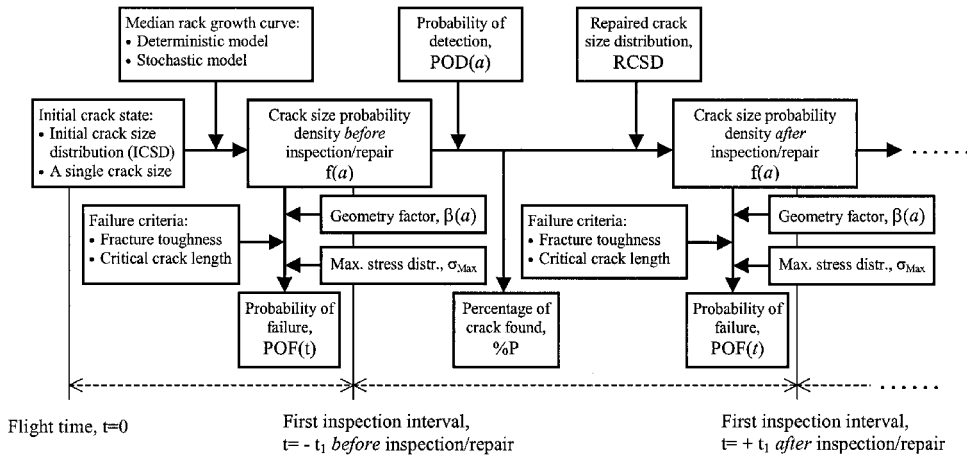 Median rack growth curve:
• Deterministic model
• Stochastic model
Probability of
detection,
POD(a)
Repaired crack
size distribution,
RCSD
Initial crack state:
• Initial crack size
distribution (ICSD)
• A single crack size
Crack size probability
density before
inspection/repair
f(a)
Crack size probability
density after
inspection/repair
f(a)
......
Failure criteria:
• Fracture toughness
• Critical crack length
Geometry factor, β(a)
Max. stress distr., σMax
Failure criteria:
• Fracture toughness
• Critical crack length
Geometry factor, β(a)
Max. stress distr., σMax
Probability of
failure,
POF(t)
Percentage of
crack found,
%P
Probability of
failure,
POF(t)
......
Flight time, t=0
First inspection interval,
t= - t1 before inspection/repair
First inspection interval,
t= + t1 after inspection/repair